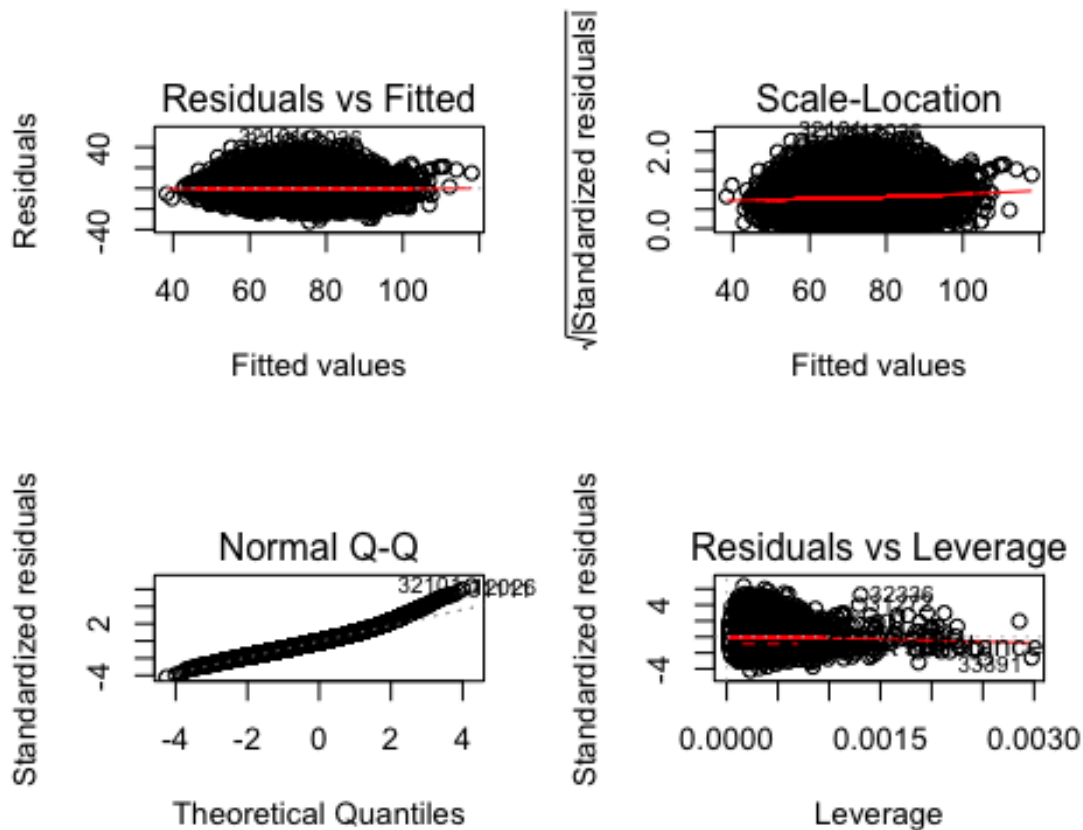 Residuals vs Fitted
Residuals
40
-40
40 60 80 100
Fitted values
Scale-Location
√|Standardized residuals|
2.0
0.0
40 60 80 100
Fitted values
Normal Q-Q
Standardized residuals
2
-4
-4 -2 0 2 4
Theoretical Quantiles
Residuals vs Leverage
Standardized residuals
4
-4
32336
33391
0.0000 0.0015 0.0030
Leverage